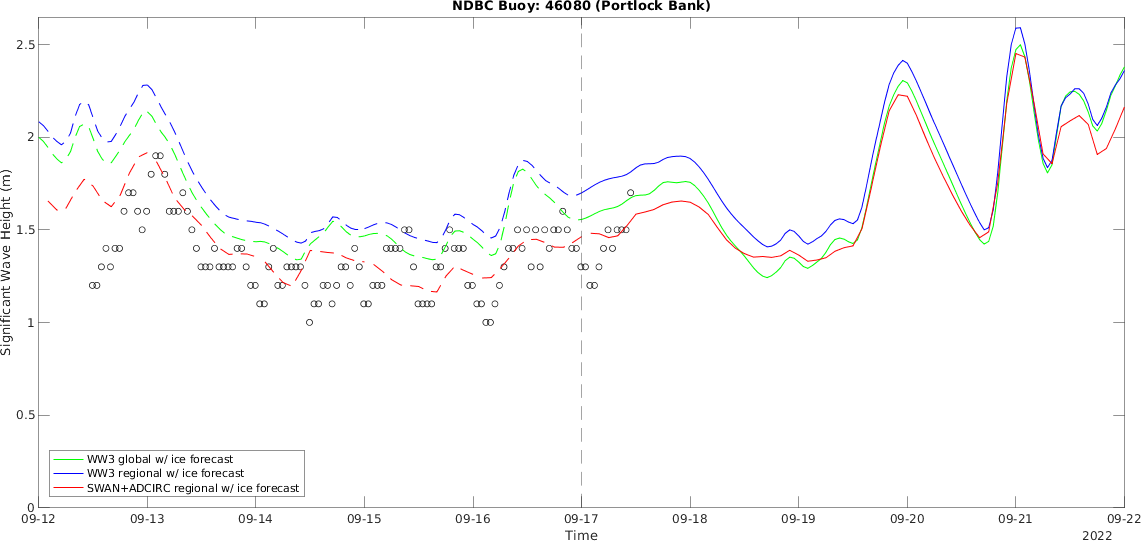 NDBC Buoy: 46080 (Portlock Bank)
Significant Wave Height (m)
2.5
2
1.5
1
0.5
0
WW3 global w/ ice forecast
WW3 regional w/ ice forecast
SWAN+ADCIRC regional w/ ice forecast
09-12 09-13 09-14 09-15 09-16 09-17 09-18 09-19 09-20 09-21 09-22
Time
2022